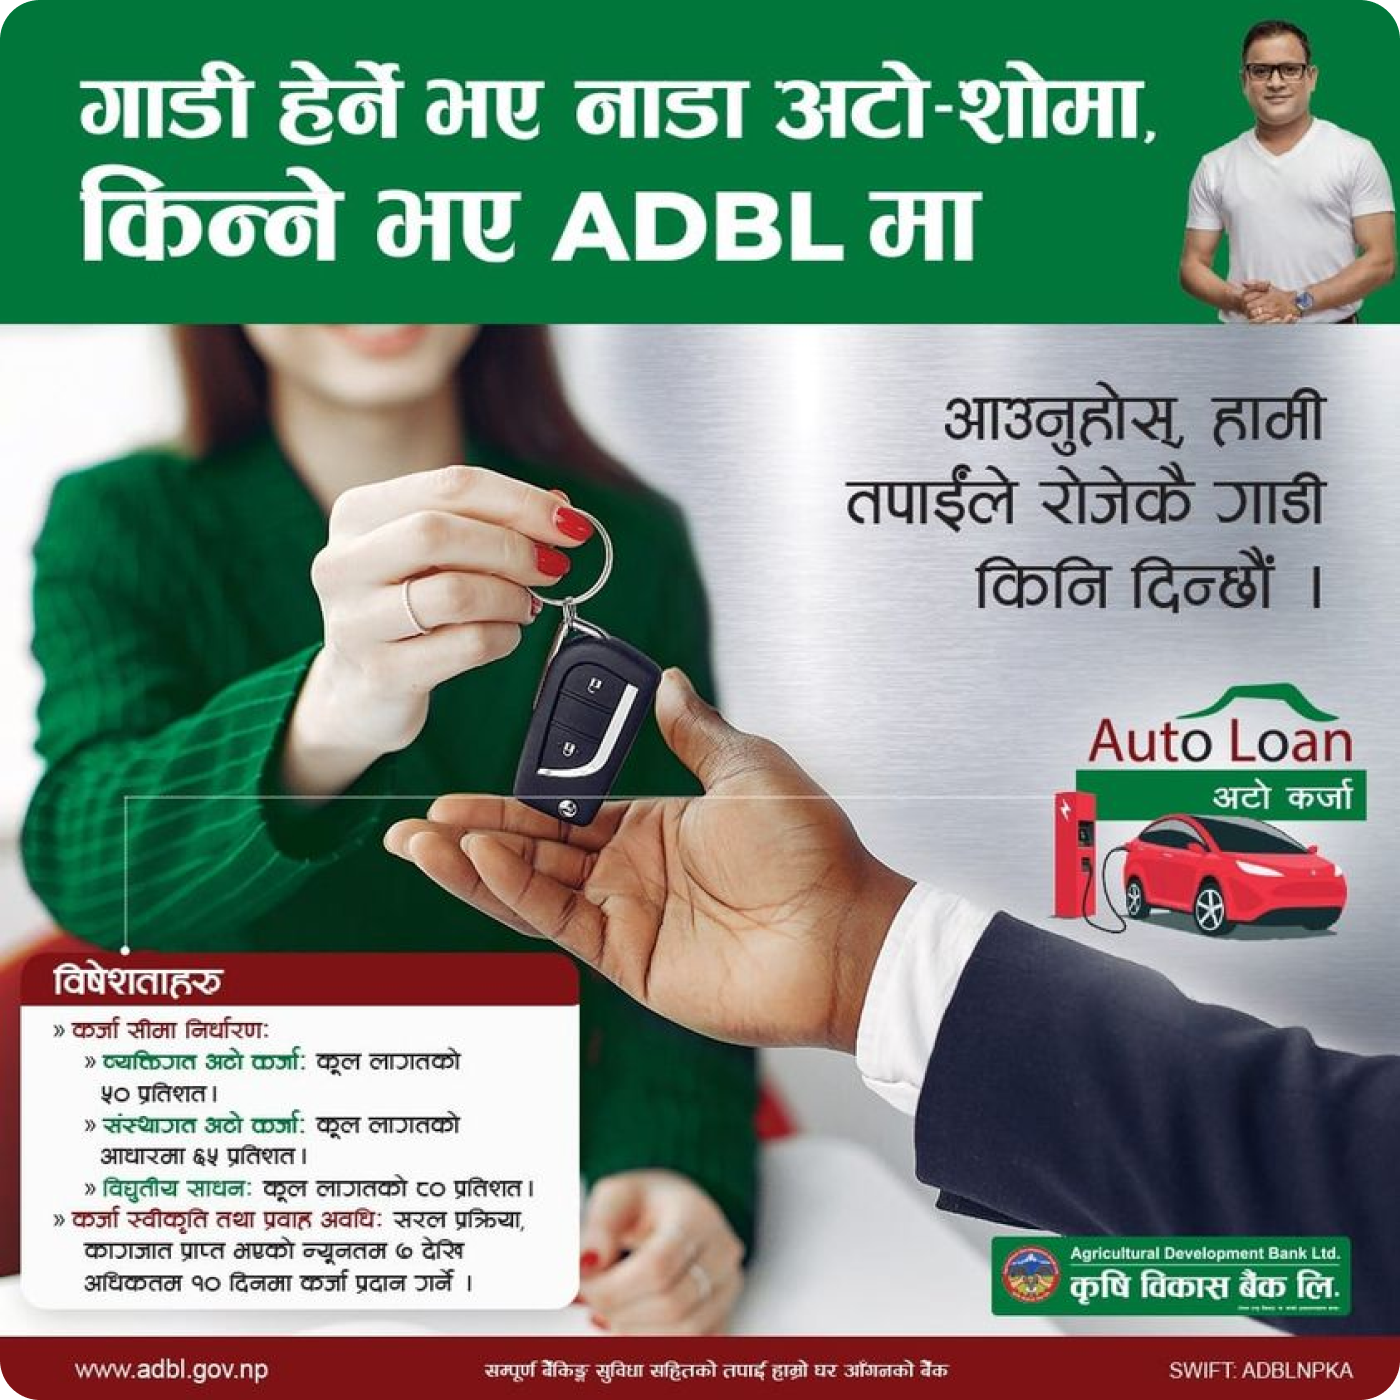 गाडी हेर्ने भए नाडा अटो-शोमा,
किन्ने भए ADBL मा
आउनुहोस्, हामी
तपाईंले रोजेकै गाडी
किनि दिन्छौं ।
Auto Loan
अटो कर्जा
विषेशताहरु
» कर्जा सीमा निर्धारण:
» व्यक्तिगत अटो कर्जा: कूल लागतको
५० प्रतिशत।
» संस्थागत अटो कर्जा: कूल लागतको
आधारमा ६५ प्रतिशत।
» विद्युतीय साधन: कूल लागतको ८० प्रतिशत।
» कर्जा स्वीकृति तथा प्रवाह अवधि: सरल प्रक्रिया,
कागजात प्राप्त भएको न्यूनतम ७ देखि
अधिकतम १० दिनमा कर्जा प्रदान गर्ने ।
Agricultural Development Bank Ltd.
कृषि विकास बैंक लि.
www.adbl.gov.np
सम्पूर्ण बैंकिङ्ग सुविधा सहितको तपाईं हाम्रो घर आँगनको बैंक
SWIFT: ADBLNPKA